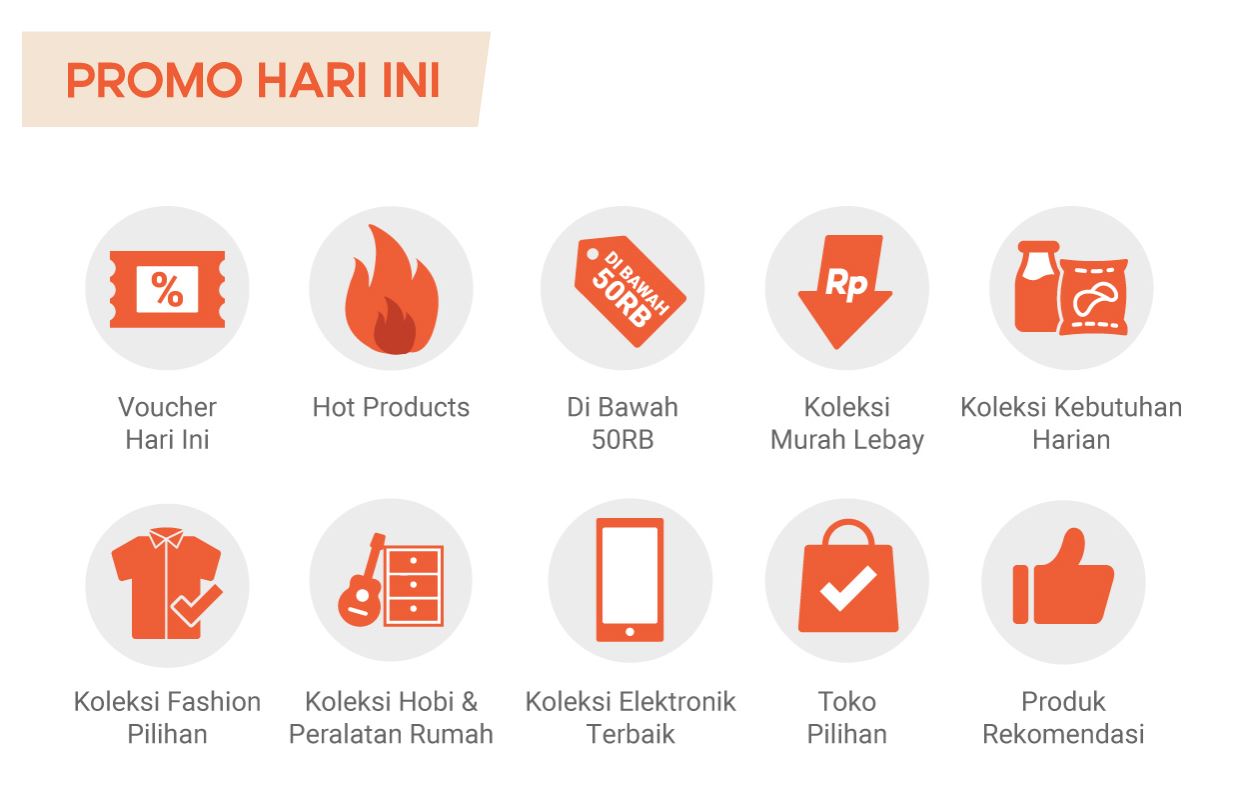 PROMO HARI INI
%
DI BAWAH
50RB
Rp
Voucher
Hari Ini
Hot Products
Di Bawah
50RB
Koleksi
Murah Lebay
Koleksi Kebutuhan
Harian
Koleksi Fashion
Pilihan
Koleksi Hobi &
Peralatan Rumah
Koleksi Elektronik
Terbaik
Toko
Pilihan
Produk
Rekomendasi